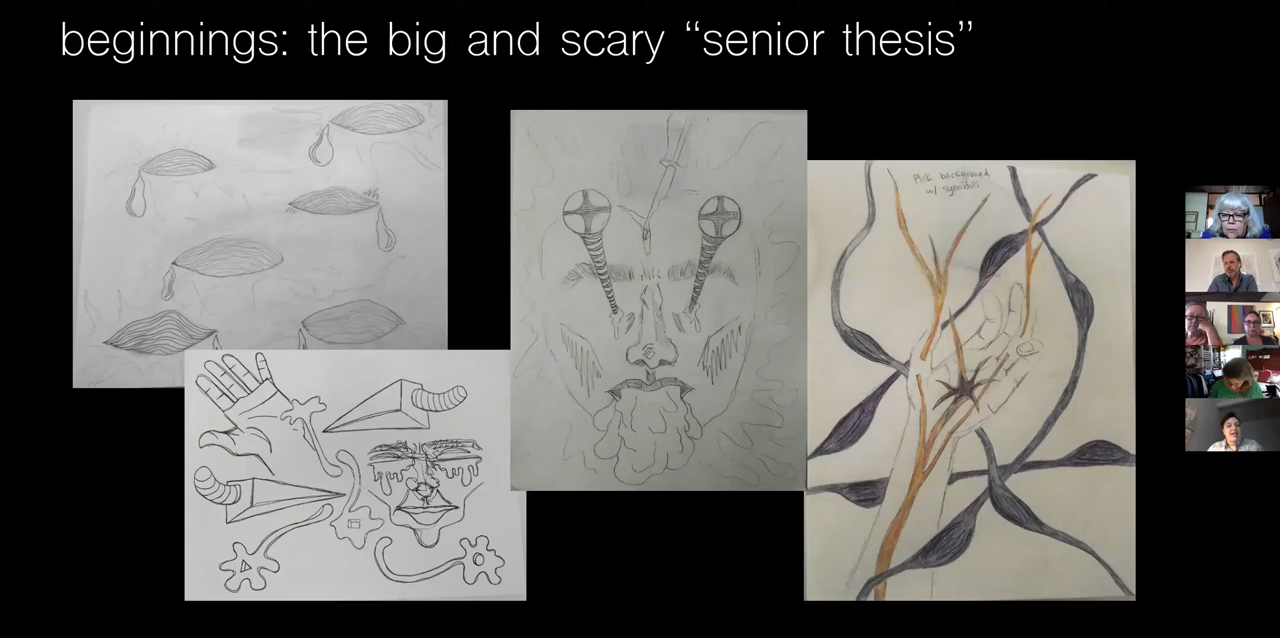 beginnings: the big and scary “senior thesis”
Pink background
w/ symbols